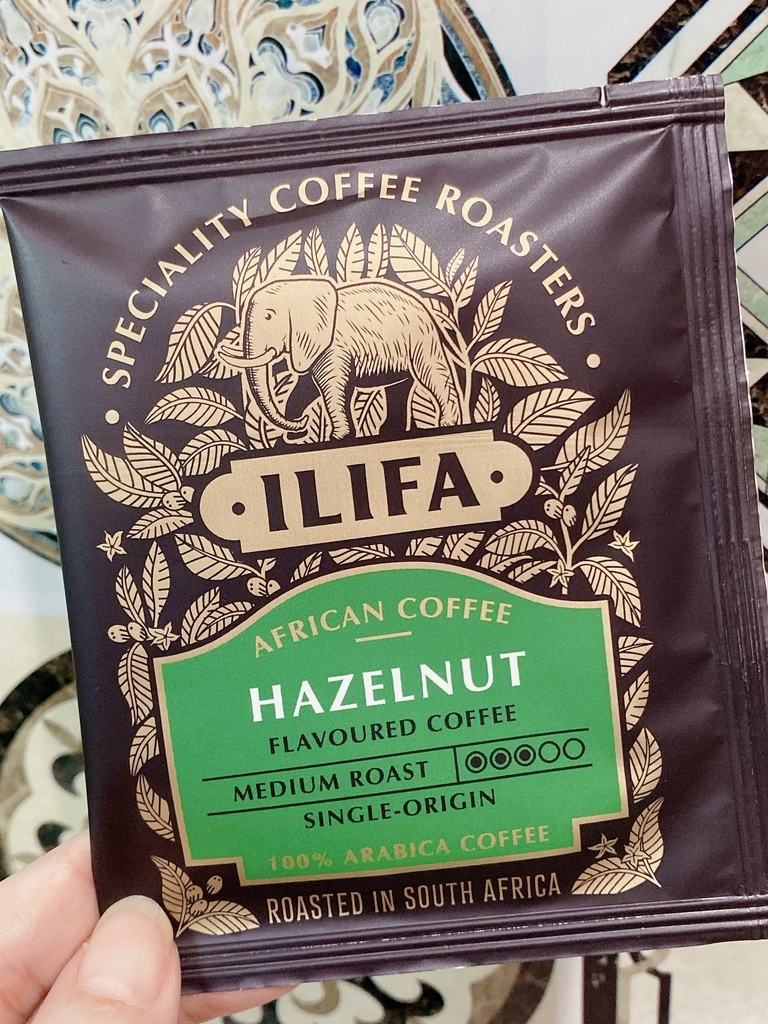 SPECIALITY COFFEE ROASTERS
ILIFA
AFRICAN COFFEE
HAZELNUT
FLAVOURED COFFEE
MEDIUM ROAST
SINGLE-ORIGIN
100% ARABICA COFFEE
ROASTED IN SOUTH AFRICA